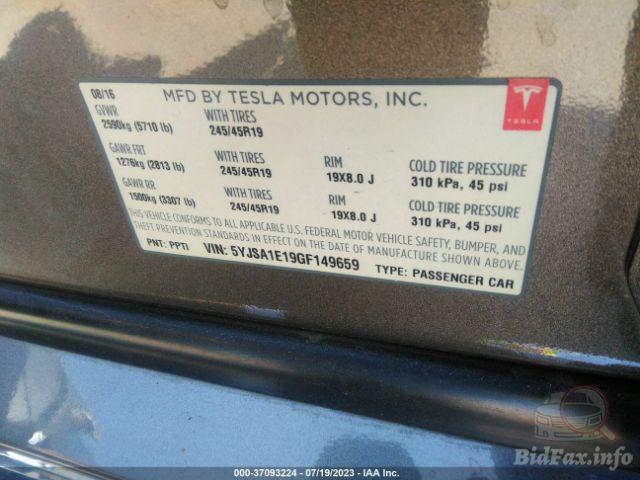 08/16 MFD BY TESLA MOTORS, INC.
TESLA
GVWR WITH TIRES
2590kg (5710 lb) 245/45R19
GAWR FRT WITH TIRES RIM COLD TIRE PRESSURE
1276kg (2813 lb) 245/45R19 19X8.0 J 310 kPa, 45 psi
GAWR RR WITH TIRES RIM COLD TIRE PRESSURE
1500kg (3307 lb) 245/45R19 19X8.0 J 310 kPa, 45 psi
THIS VEHICLE CONFORMS TO ALL APPLICABLE U.S. FEDERAL MOTOR VEHICLE SAFETY, BUMPER, AND
THEFT PREVENTION STANDARDS IN EFFECT ON THE DATE OF MANUFACTURE SHOWN ABOVE.
PNT: PPTI VIN: 5YJSA1E19GF149659 TYPE: PASSENGER CAR
BidFax.info
000-37093224 - 07/19/2023 - IAA Inc.